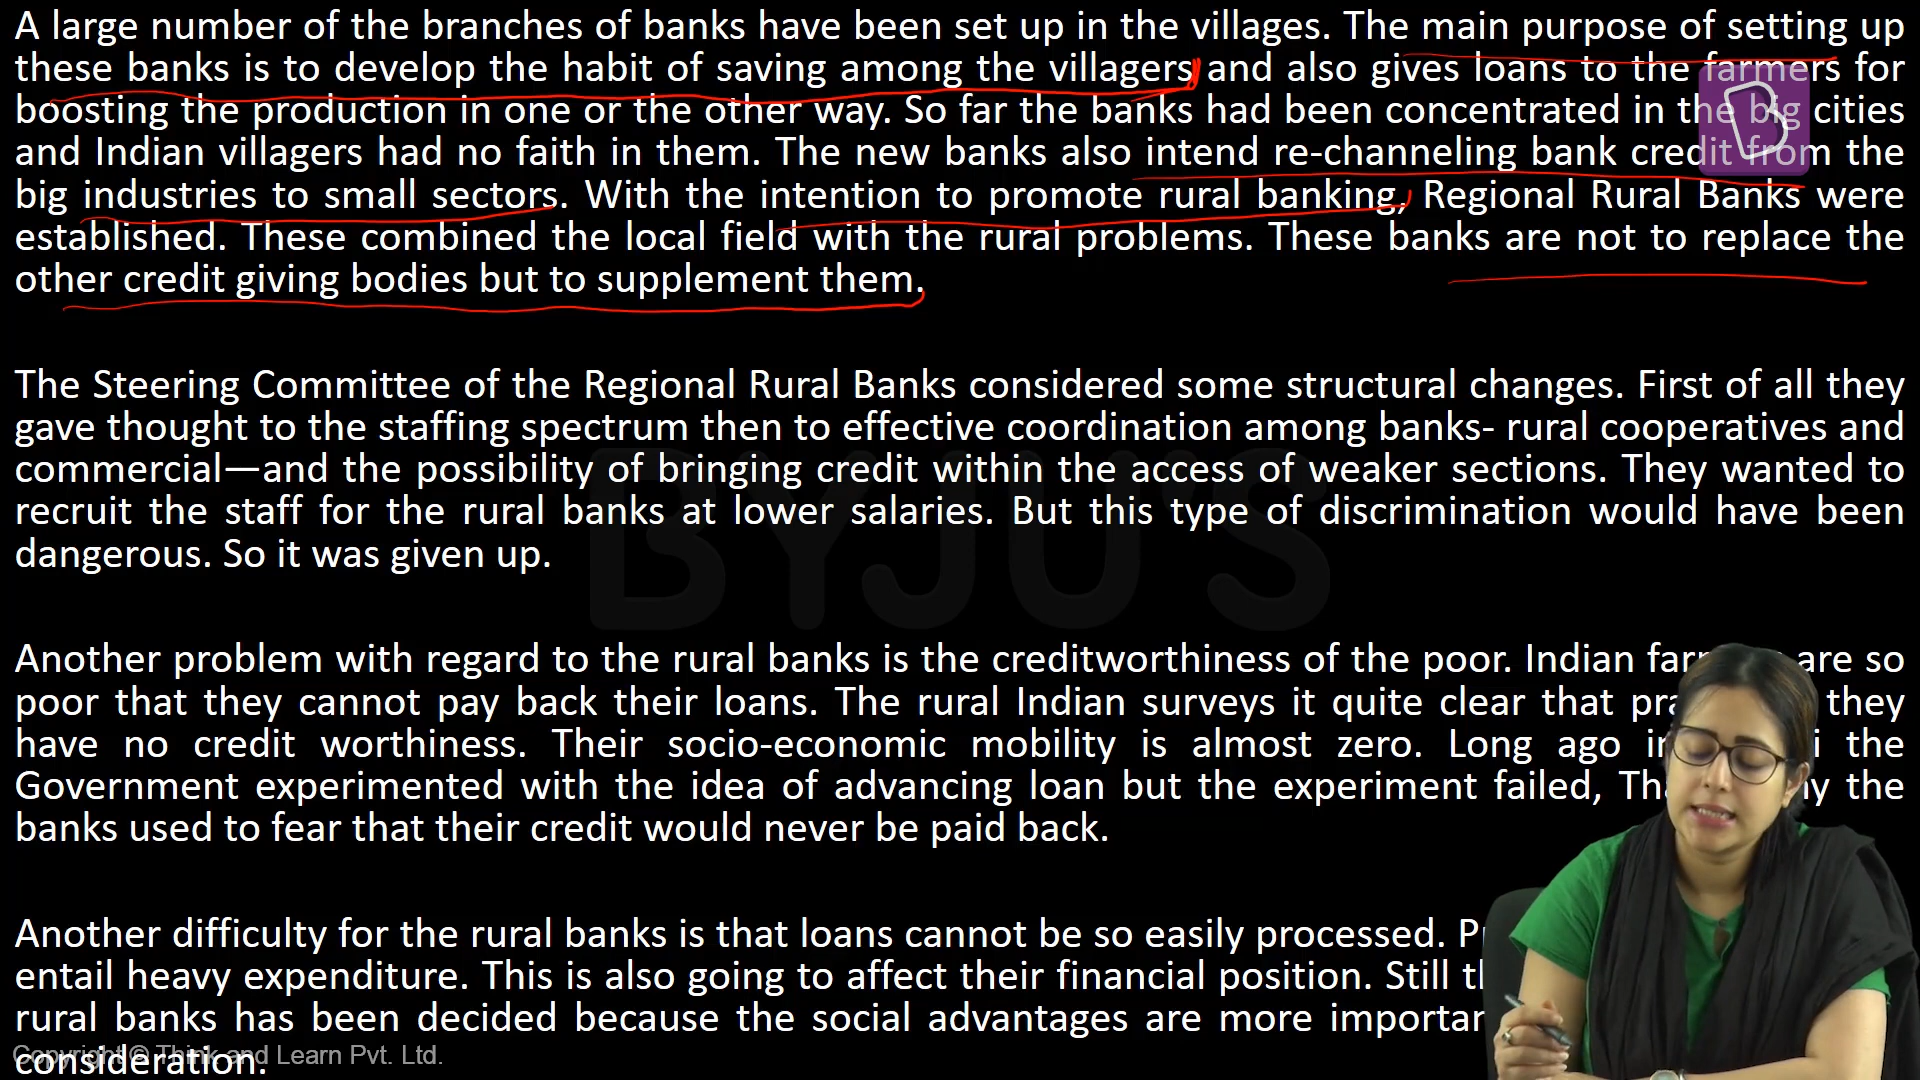 A large number of the branches of banks have been set up in the villages. The main purpose of setting up
these banks is to develop the habit of saving among the villagers and also gives loans to the farmers for
boosting the production in one or the other way. So far the banks had been concentrated in the big cities
and Indian villagers had no faith in them. The new banks also intend re-channeling bank credit from the
big industries to small sectors. With the intention to promote rural banking, Regional Rural Banks were
established. These combined the local field with the rural problems. These banks are not to replace the
other credit giving bodies but to supplement them.
The Steering Committee of the Regional Rural Banks considered some structural changes. First of all they
gave thought to the staffing spectrum then to effective coordination among banks- rural cooperatives and
commercial—and the possibility of bringing credit within the access of weaker sections. They wanted to
recruit the staff for the rural banks at lower salaries. But this type of discrimination would have been
dangerous. So it was given up.
BYJU'S
Another problem with regard to the rural banks is the creditworthiness of the poor. Indian are so
poor that they cannot pay back their loans. The rural Indian surveys it quite clear that they
have no credit worthiness. Their socio-economic mobility is almost zero. Long ago the
Government experimented with the idea of advancing loan but the experiment failed, the
banks used to fear that their credit would never be paid back.
Another difficulty for the rural banks is that loans cannot be so easily processed.
entail heavy expenditure. This is also going to affect their financial position. Still
rural banks has been decided because the social advantages are more
consideration.
Copyright © Think and Learn Pvt. Ltd.